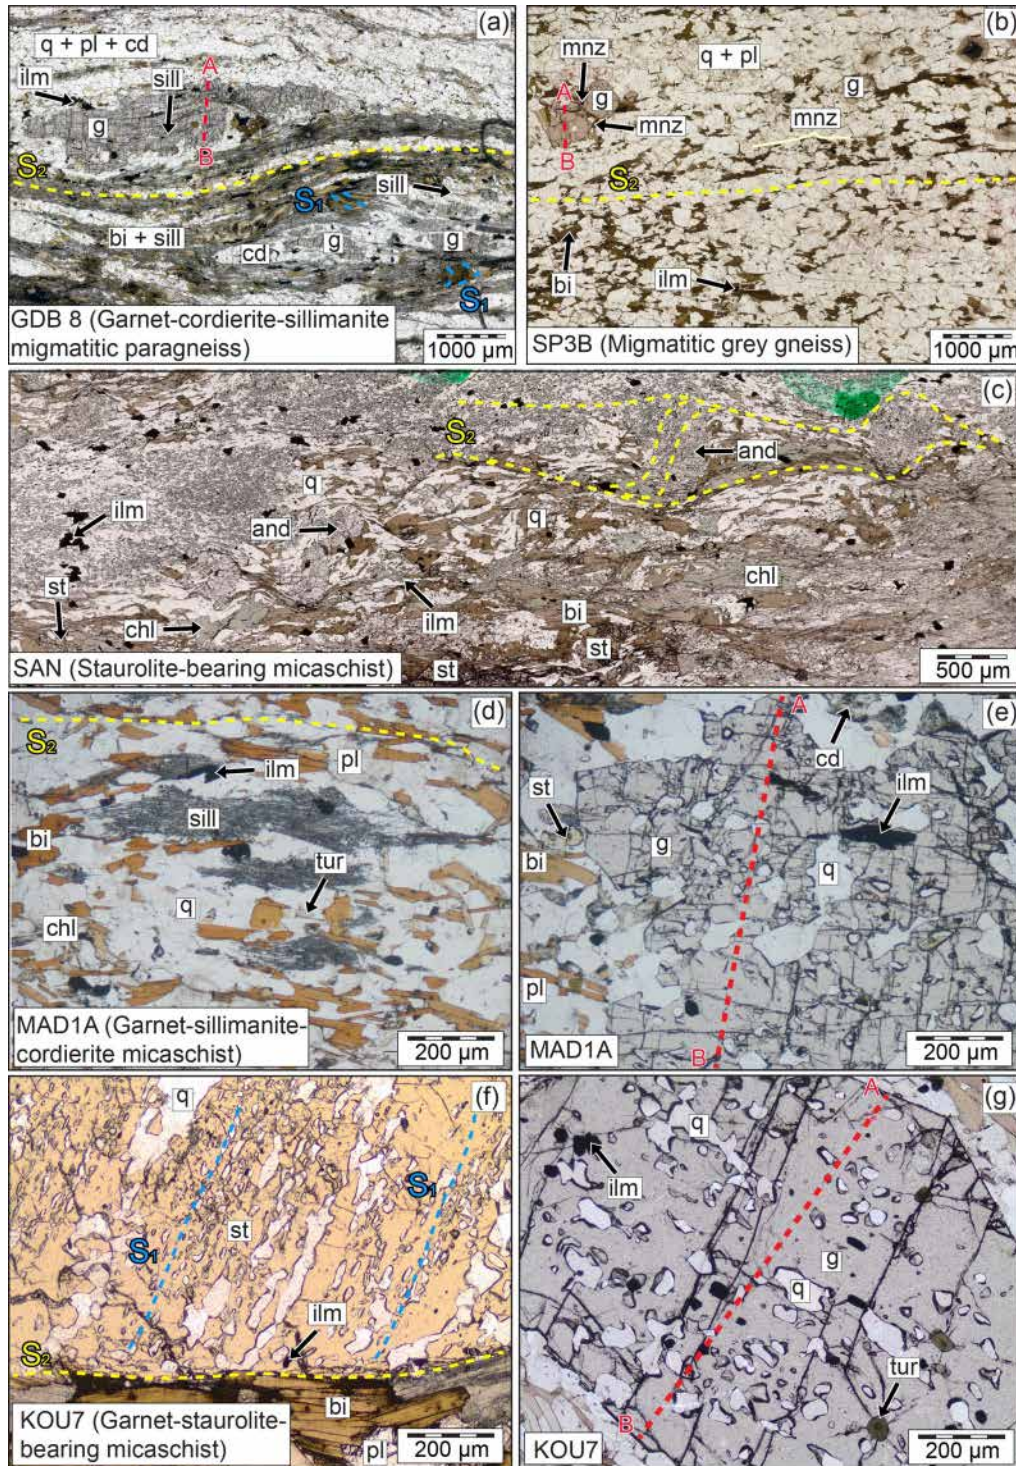 (a)
q + pl + cd
ilm
sill
A
g
B
S2
S1
sill
bi + sill
g
g
cd
S1
GDB 8 (Garnet-cordierite-sillimanite
migmatitic paragneiss)
1000 µm
(b)
mnz
q + pl
A
g
g
mnz
mnz
B
S2
bi
ilm
SP3B (Migmatitic grey gneiss)
1000 µm
(c)
S2
and
q
ilm
and
q
st
chl
chl
ilm
bi
st
st
SAN (Staurolite-bearing micaschist)
500 µm
(d)
S2
pl
ilm
sill
bi
tur
q
chl
MAD1A (Garnet-sillimanite-
cordierite micaschist)
200 µm
(e)
A
cd
st
ilm
bi
g
q
pl
B
MAD1A
200 µm
(f)
q
S1
st
S1
ilm
S2
bi
pl
KOU7 (Garnet-staurolite-
bearing micaschist)
200 µm
(g)
A
q
ilm
g
q
tur
B
KOU7
200 µm